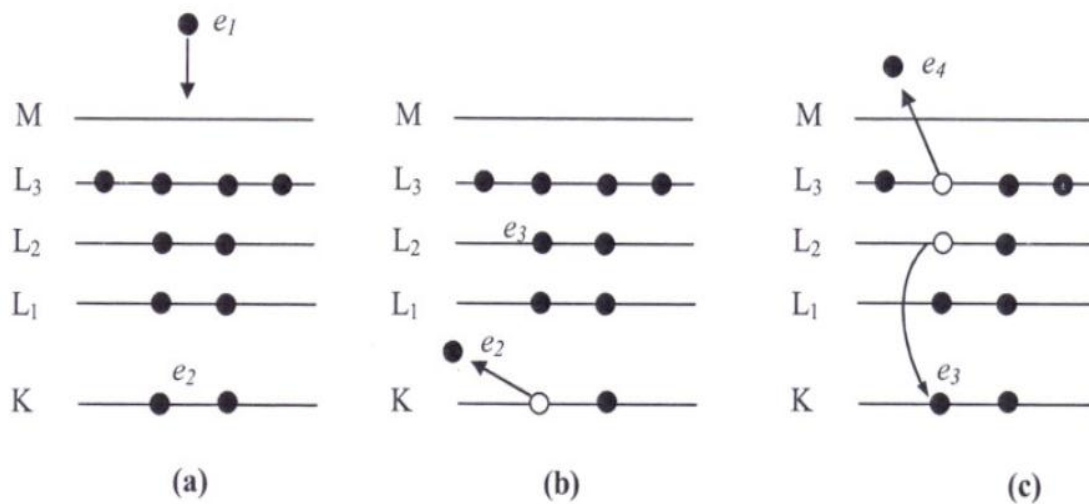 e₁
M M e₄ M
L₃ L₃ L₃
L₂ e₃ L₂ L₂
L₁ L₁ L₁
e₂
K e₂ K e₃ K
(a) (b) (c)